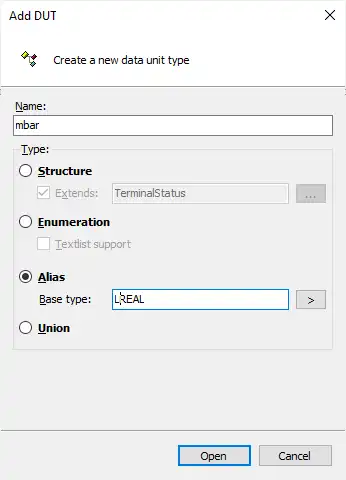 Add DUT
Create a new data unit type
Name:
mbar
Type:
Structure
Extends: TerminalStatus ...
Enumeration
Textlist support
Alias
Base type: LREAL >
Union
Open Cancel